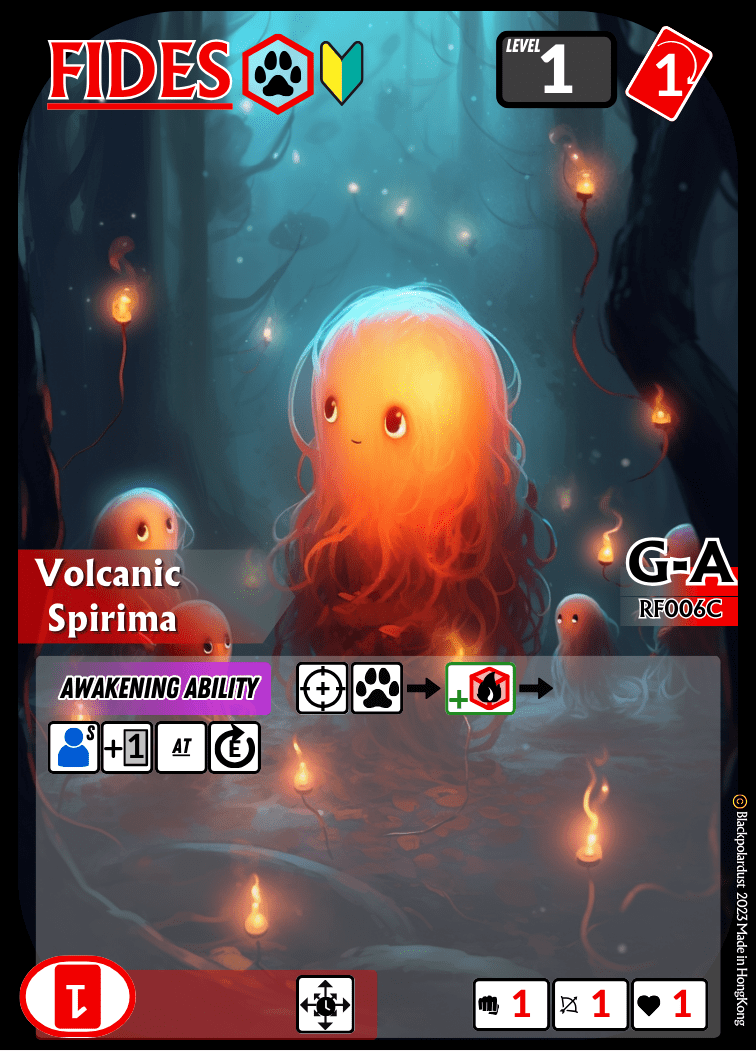 FIDES
LEVEL
1
1
Volcanic
Spirima
G-A
RF006C
AWAKENING ABILITY
+
S
+1
AT
E
1
1
1
1
© Blackpolardust 2023 Made in HongKong